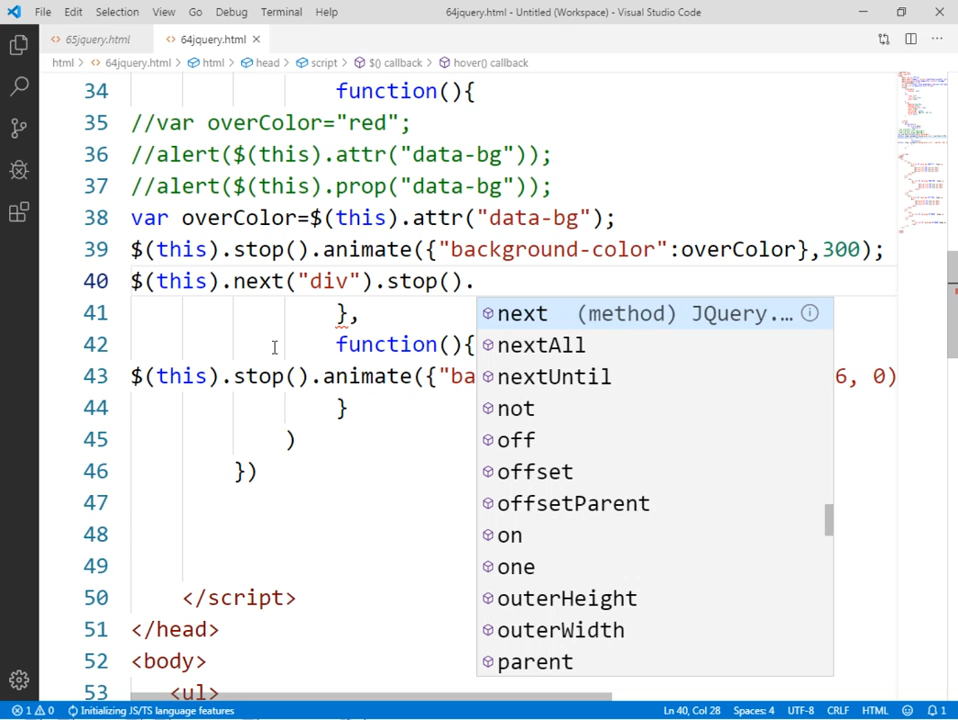 File Edit Selection View Go Debug Terminal Help 64jquery.html - Untitled (Workspace) - Visual Studio Code
<> 65jquery.html <> 64jquery.html ×
html > <> 64jquery.html > html > head > script > $() callback > hover() callback
34 function(){
35 //var overColor="red";
36 //alert($(this).attr("data-bg"));
37 //alert($(this).prop("data-bg"));
38 var overColor=$(this).attr("data-bg");
39 $(this).stop().animate({"background-color":overColor},300);
40 $(this).next("div").stop().
41 },
next (method) JQuery.…
42 function(){
nextAll
43 $(this).stop().animate({"ba 6, 0)
nextUntil
44 }
not
45 )
off
46 })
offset
47
offsetParent
48
on
49
one
50 </script>
outerHeight
51 </head>
outerWidth
52 <body>
parent
53 <ul>
1 0 Initializing JS/TS language features Ln 40, Col 28 Spaces: 4 UTF-8 CRLF HTML 1